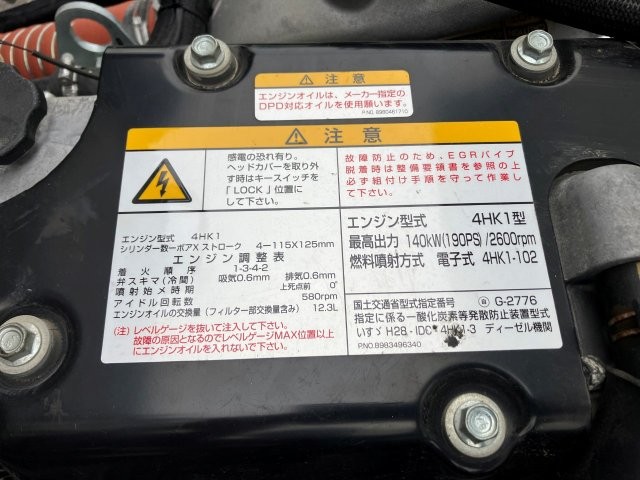 ⚠ 注意
エンジンオイルは、メーカー指定の
DPD対応オイルを使用願います。
P.NO. 8980461710
⚠ 注意
感電の恐れ有り。
ヘッドカバーを取り外
す時はキースイッチを
「LOCK」位置に
して下さい。
故障防止のため、EGRパイプ
脱着時は整備要領書を参照の上
必ず組付け手順を守って作業し
て下さい。
エンジン型式 4HK1
シリンダ数ーボアXストローク 4ー115X125mm
エンジン調整表
着火順序 1-3-4-2
弁スキマ(冷間) 吸気0.6mm 排気0.6mm
噴射始メ時期 上死点前 0°
アイドル回転数 580rpm
エンジンオイルの交換量(フィルター部交換量含み) 12.3L
(注)レベルゲージを抜いて注入して下さい。
故障の原因となるのでレベルゲージMAX位置以上
にエンジンオイルを入れないで下さい。
エンジン型式 4HK1型
最高出力 140kW(190PS)/2600rpm
燃料噴射方式 電子式 4HK1-102
国土交通省型式指定番号 G-2776
指定に係る一酸化炭素等発散防止装置型式
いすゞ H28・IDC・4HK1-3 ディーゼル機関
P.NO. 8983496340